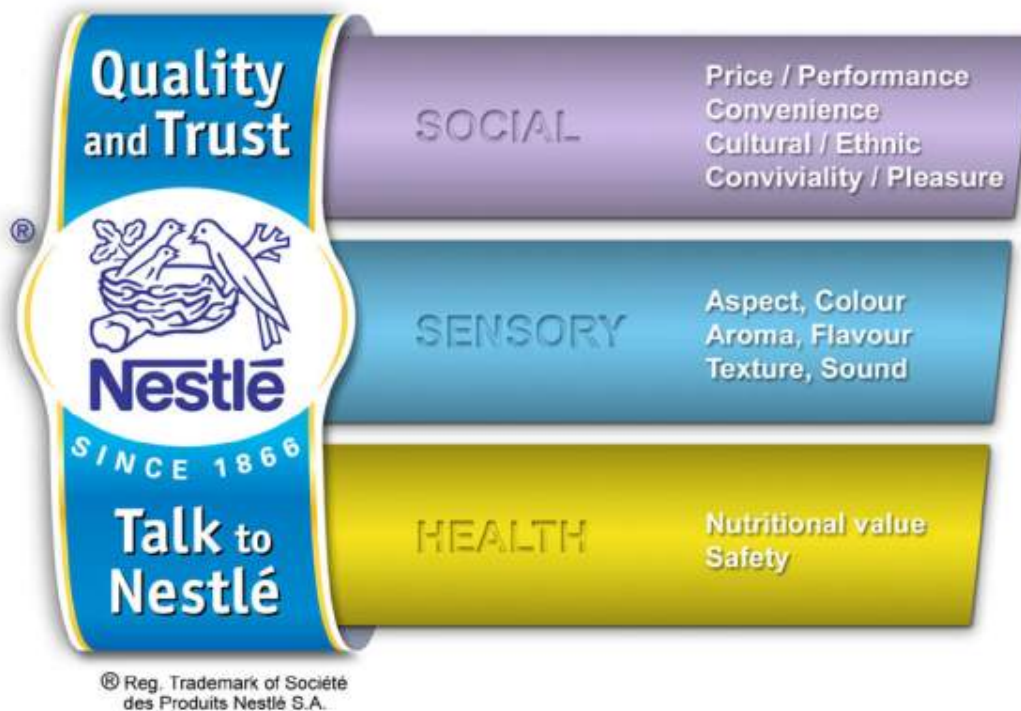 Quality
and Trust
®
Nestlé
SINCE 1866
Talk to
Nestlé
SOCIAL
Price / Performance
Convenience
Cultural / Ethnic
Conviviality / Pleasure
SENSORY
Aspect, Colour
Aroma, Flavour
Texture, Sound
HEALTH
Nutritional value
Safety
® Reg. Trademark of Société
des Produits Nestlé S.A.